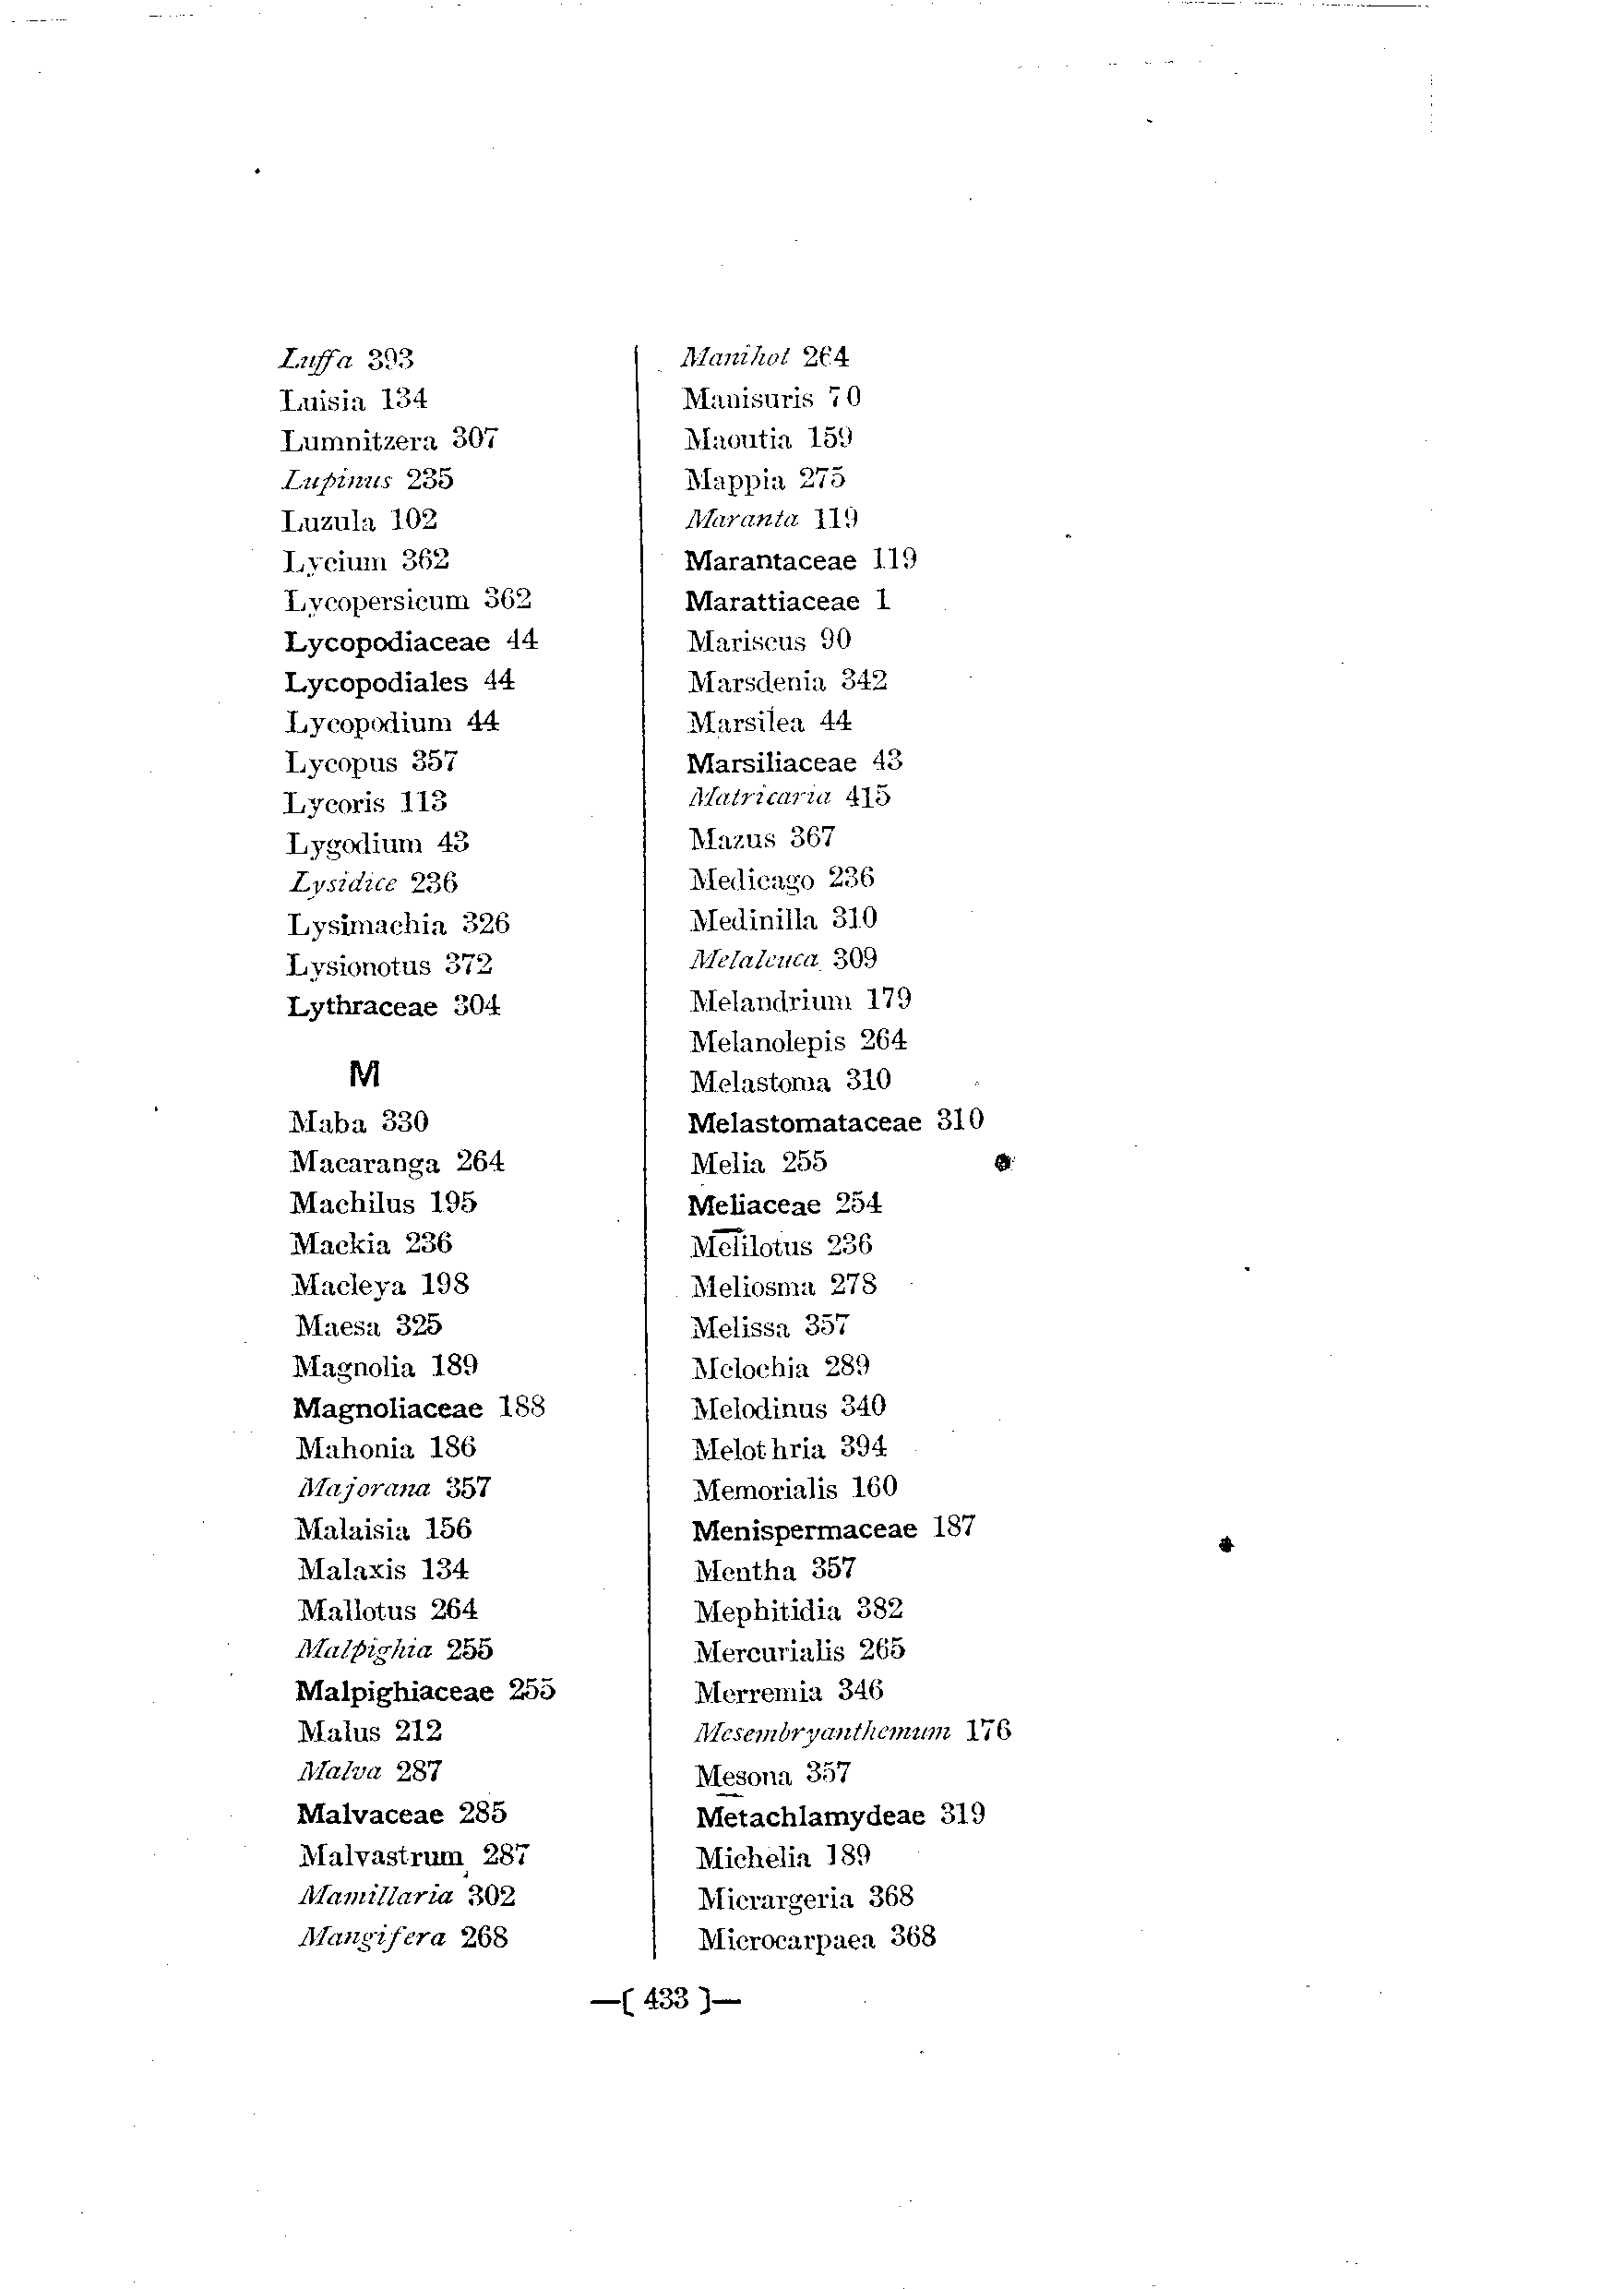 Luffa 393
Luisia 134
Lumnitzera 307
Lupinus 235
Luzula 102
Lycium 362
Lycopersicum 362
Lycopodiaceae 44
Lycopodiales 44
Lycopodium 44
Lycopus 357
Lycoris 113
Lygodium 43
Lysidice 236
Lysimachia 326
Lysionotus 372
Lythraceae 304
M
Maba 330
Macaranga 264
Machilus 195
Mackia 236
Macleya 198
Maesa 325
Magnolia 189
Magnoliaceae 188
Mahonia 186
Majorana 357
Malaisia 156
Malaxis 134
Mallotus 264
Malpighia 255
Malpighiaceae 255
Malus 212
Malva 287
Malvaceae 285
Malvastrum 287
Mamillaria 302
Mangifera 268
Manihot 264
Manisuris 70
Maoutia 159
Mappia 275
Maranta 119
Marantaceae 119
Marattiaceae 1
Mariscus 90
Marsdenia 342
Marsilea 44
Marsiliaceae 43
Matricaria 415
Mazus 367
Medicago 236
Medinilla 310
Melaleuca 309
Melandrium 179
Melanolepis 264
Melastoma 310
Melastomataceae 310
Melia 255
Meliaceae 254
Melilotus 236
Meliosma 278
Melissa 357
Melochia 289
Melodinus 340
Melothria 394
Memorialis 160
Menispermaceae 187
Mentha 357
Mephitidia 382
Mercurialis 265
Merremia 346
Mesembryanthemum 176
Mesona 357
Metachlamydeae 319
Michelia 189
Micrargeria 368
Microcarpaea 368
—[ 433 ]—